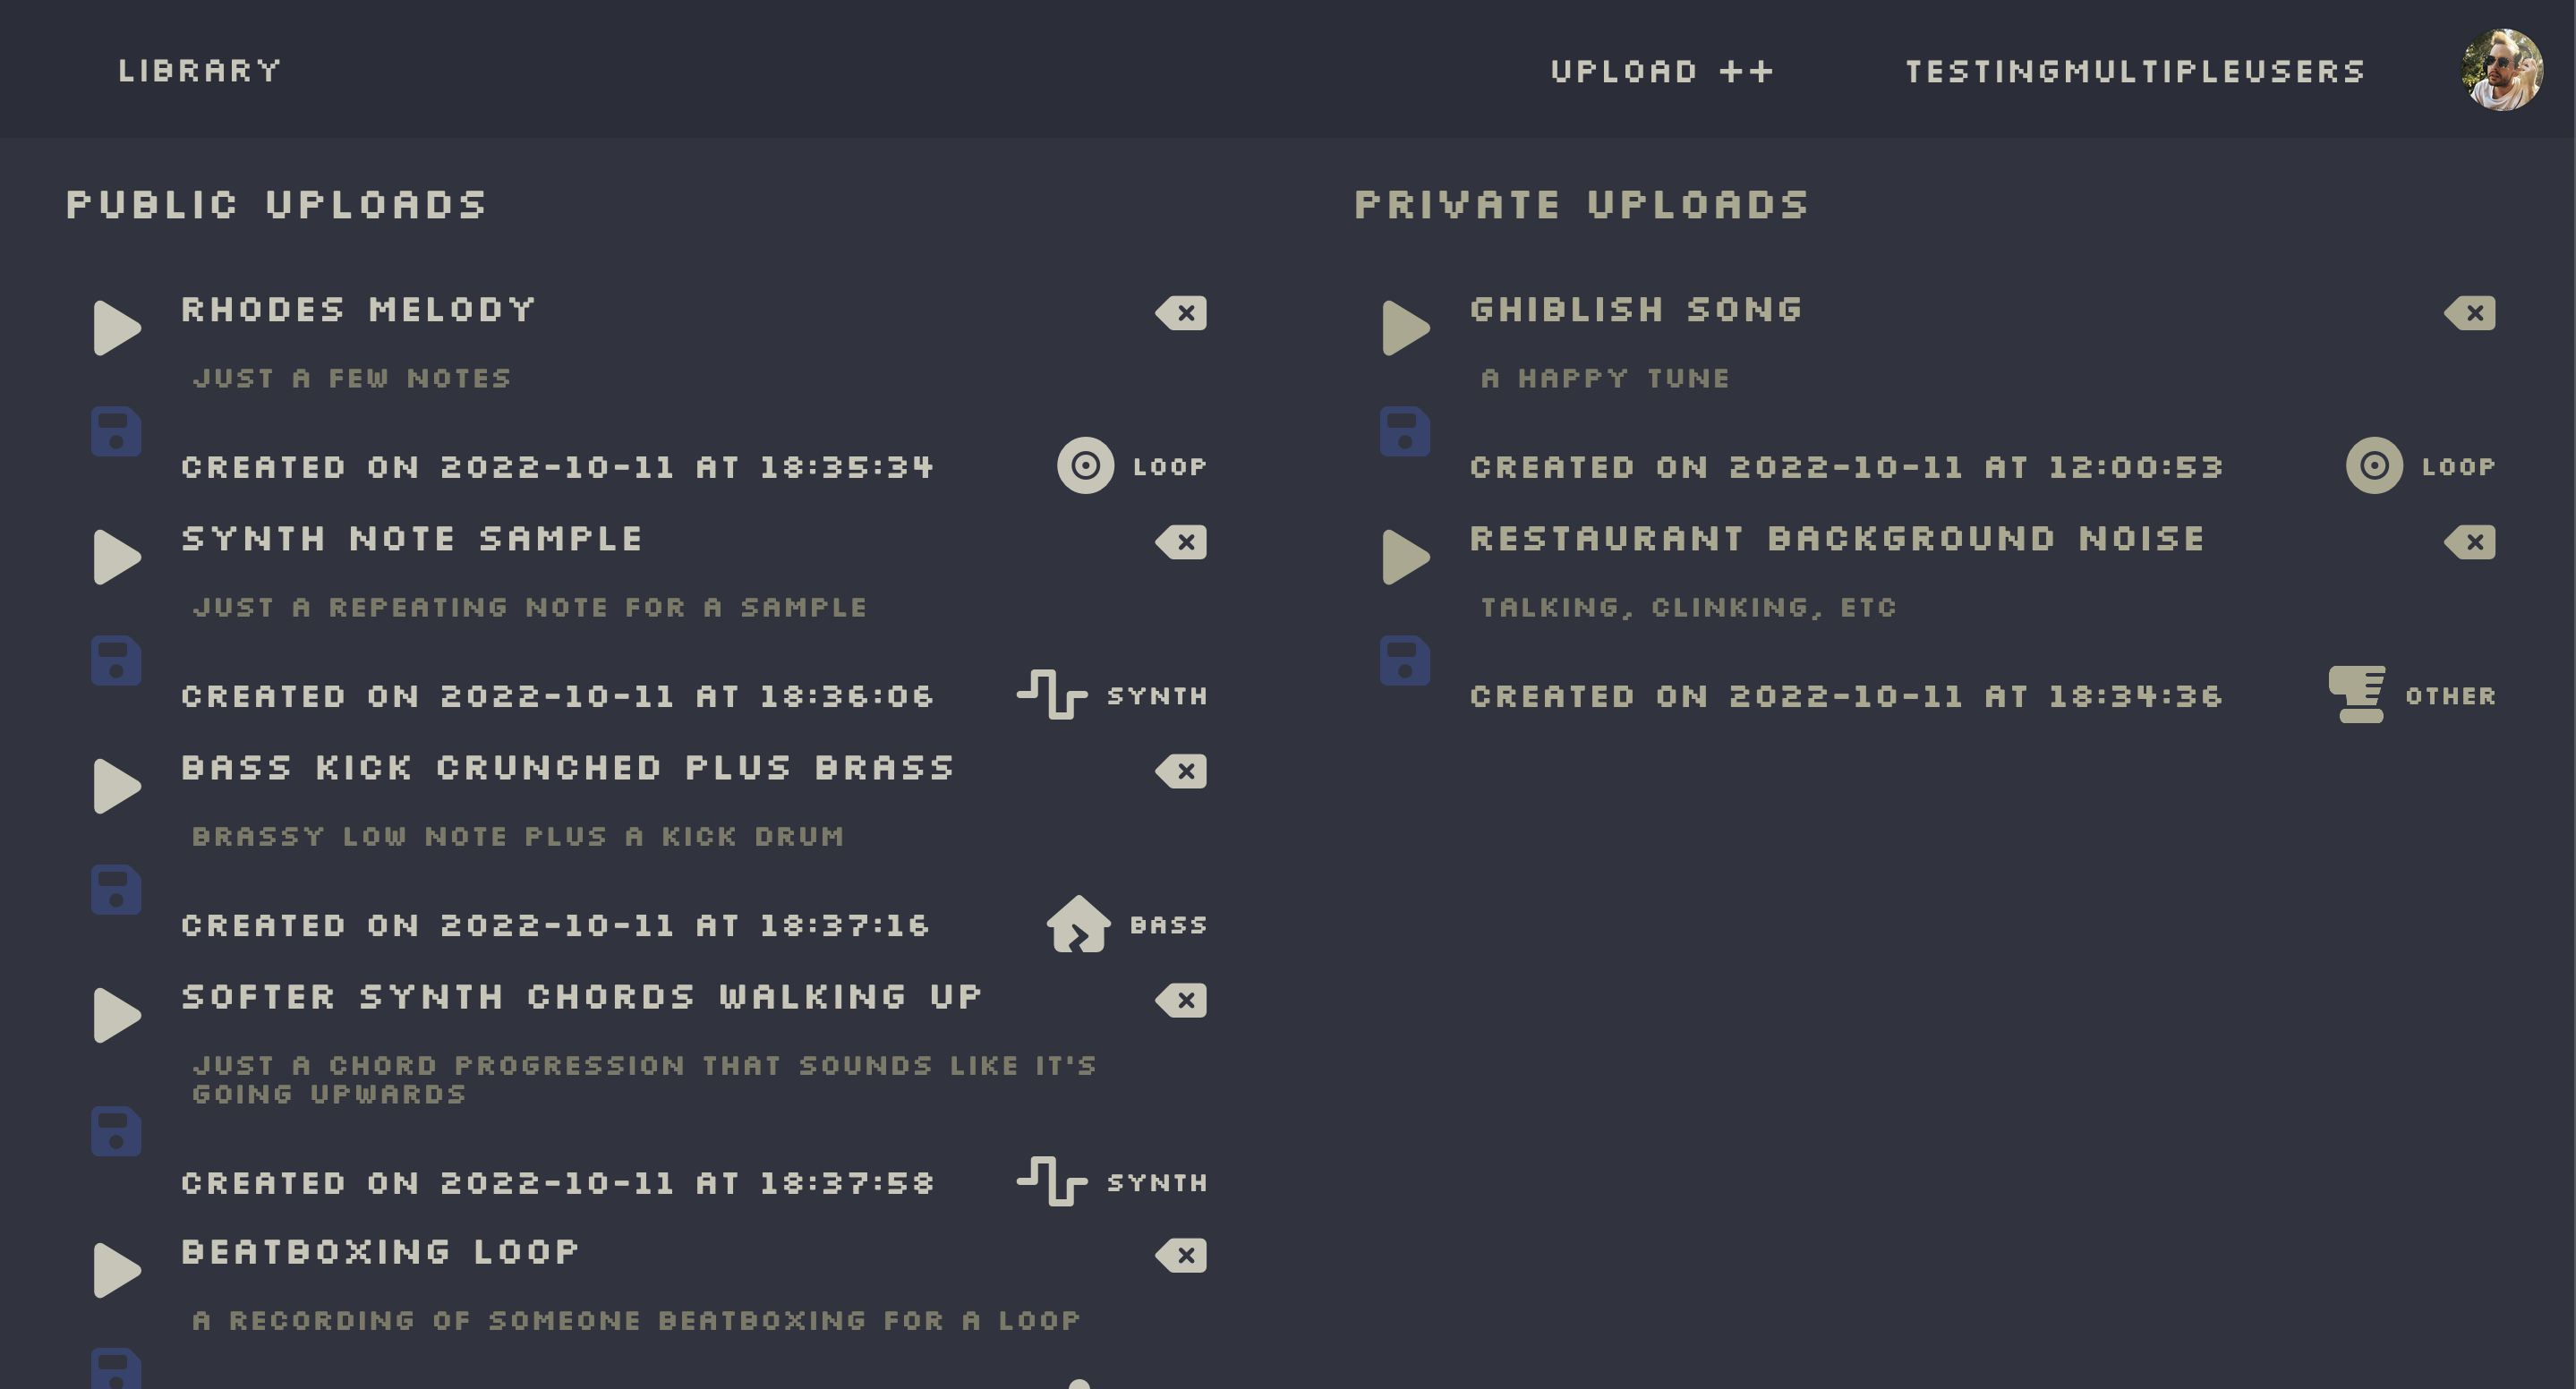 LIBRARY
UPLOAD ++
TESTINGMULTIPLEUSERS
PUBLIC UPLOADS
RHODES MELODY
JUST A FEW NOTES
CREATED ON 2022-10-11 AT 18:35:34
LOOP
SYNTH NOTE SAMPLE
JUST A REPEATING NOTE FOR A SAMPLE
CREATED ON 2022-10-11 AT 18:36:06
SYNTH
BASS KICK CRUNCHED PLUS BRASS
BRASSY LOW NOTE PLUS A KICK DRUM
CREATED ON 2022-10-11 AT 18:37:16
BASS
SOFTER SYNTH CHORDS WALKING UP
JUST A CHORD PROGRESSION THAT SOUNDS LIKE IT'S
GOING UPWARDS
CREATED ON 2022-10-11 AT 18:37:58
SYNTH
BEATBOXING LOOP
A RECORDING OF SOMEONE BEATBOXING FOR A LOOP
PRIVATE UPLOADS
GHIBLISH SONG
A HAPPY TUNE
CREATED ON 2022-10-11 AT 12:00:53
LOOP
RESTAURANT BACKGROUND NOISE
TALKING, CLINKING, ETC
CREATED ON 2022-10-11 AT 18:34:36
OTHER